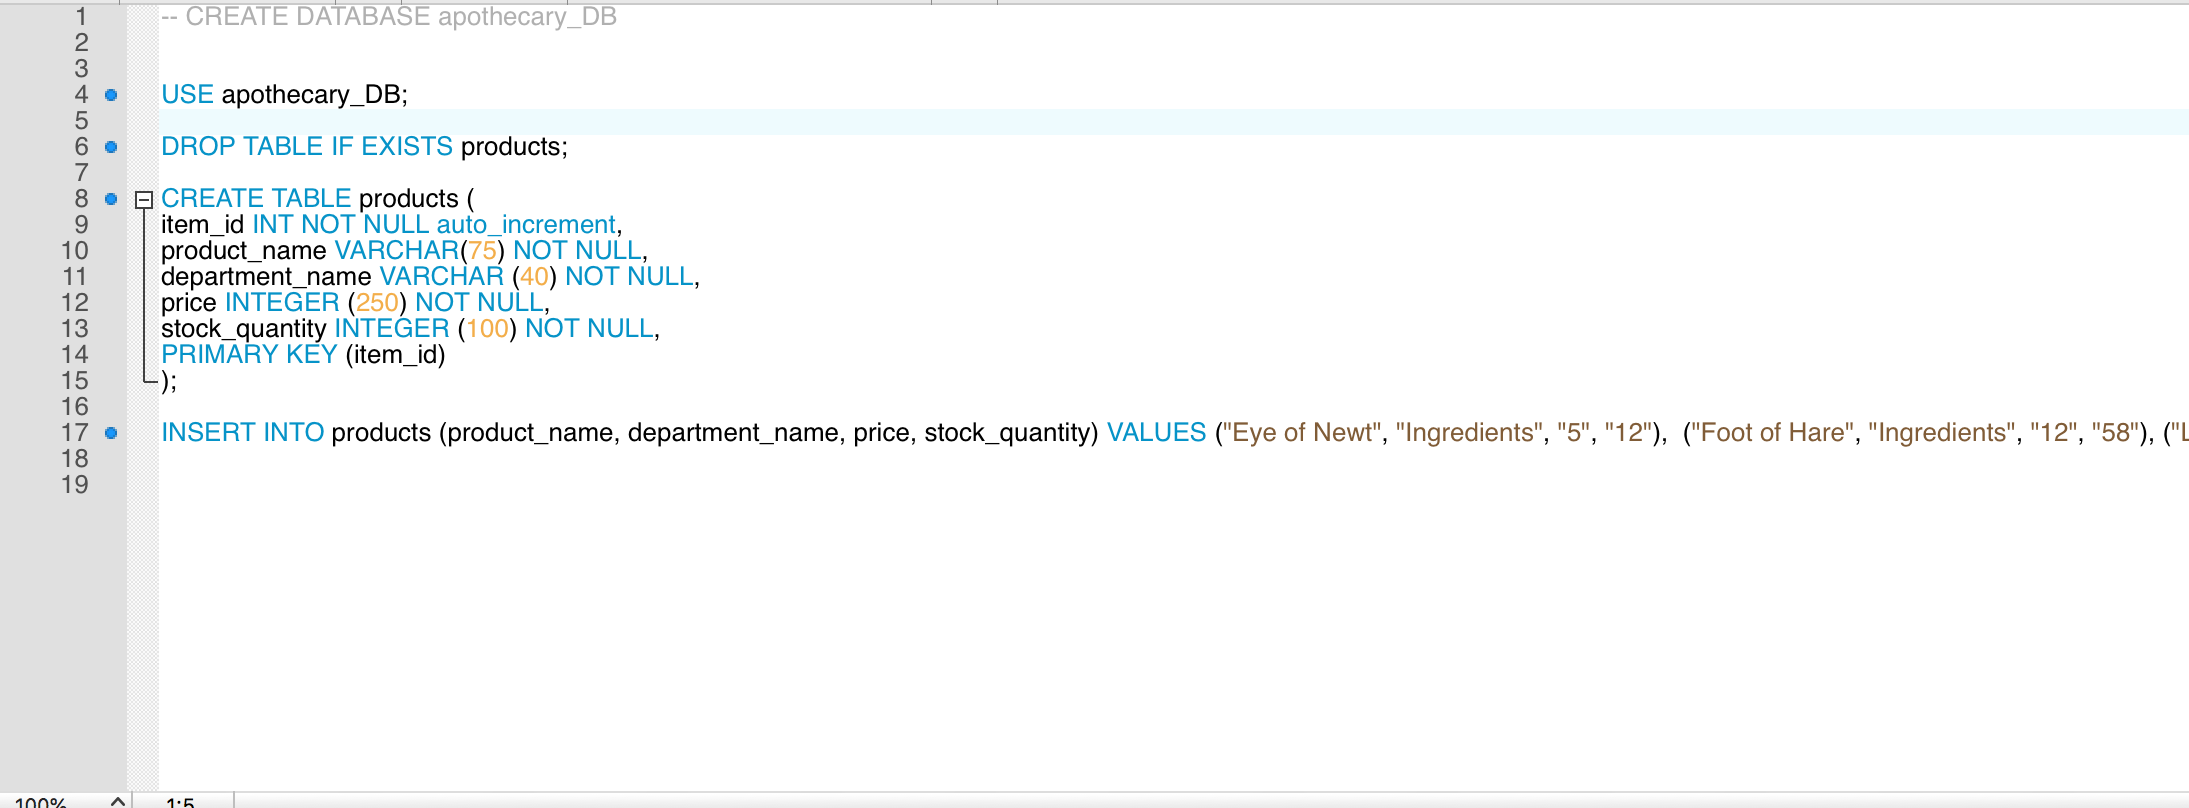 1 -- CREATE DATABASE apothecary_DB
2
3
4 USE apothecary_DB;
5
6 DROP TABLE IF EXISTS products;
7
8 CREATE TABLE products (
9 item_id INT NOT NULL auto_increment,
10 product_name VARCHAR(75) NOT NULL,
11 department_name VARCHAR (40) NOT NULL,
12 price INTEGER (250) NOT NULL,
13 stock_quantity INTEGER (100) NOT NULL,
14 PRIMARY KEY (item_id)
15 );
16
17 INSERT INTO products (product_name, department_name, price, stock_quantity) VALUES ("Eye of Newt", "Ingredients", "5", "12"),  ("Foot of Hare", "Ingredients", "12", "58"), ("L
18
19
100% 1:5